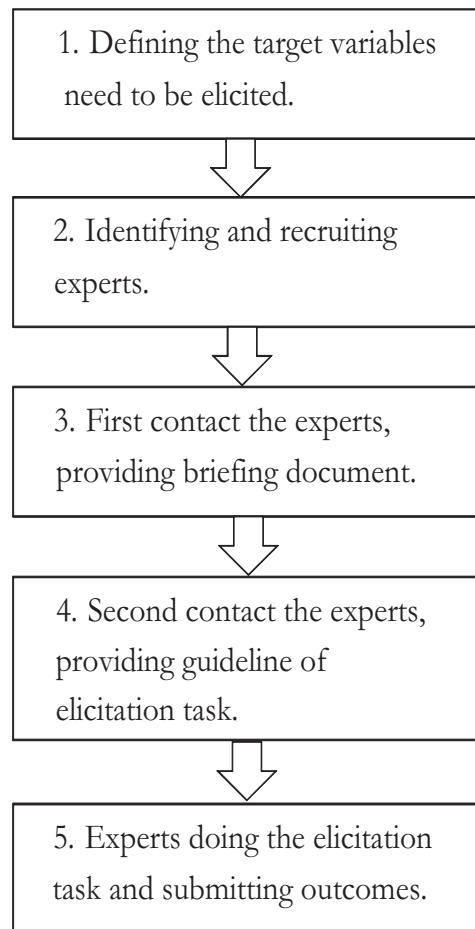 1. Defining the target variables
need to be elicited.
2. Identifying and recruiting
experts.
3. First contact the experts,
providing briefing document.
4. Second contact the experts,
providing guideline of
elicitation task.
5. Experts doing the elicitation
task and submitting outcomes.